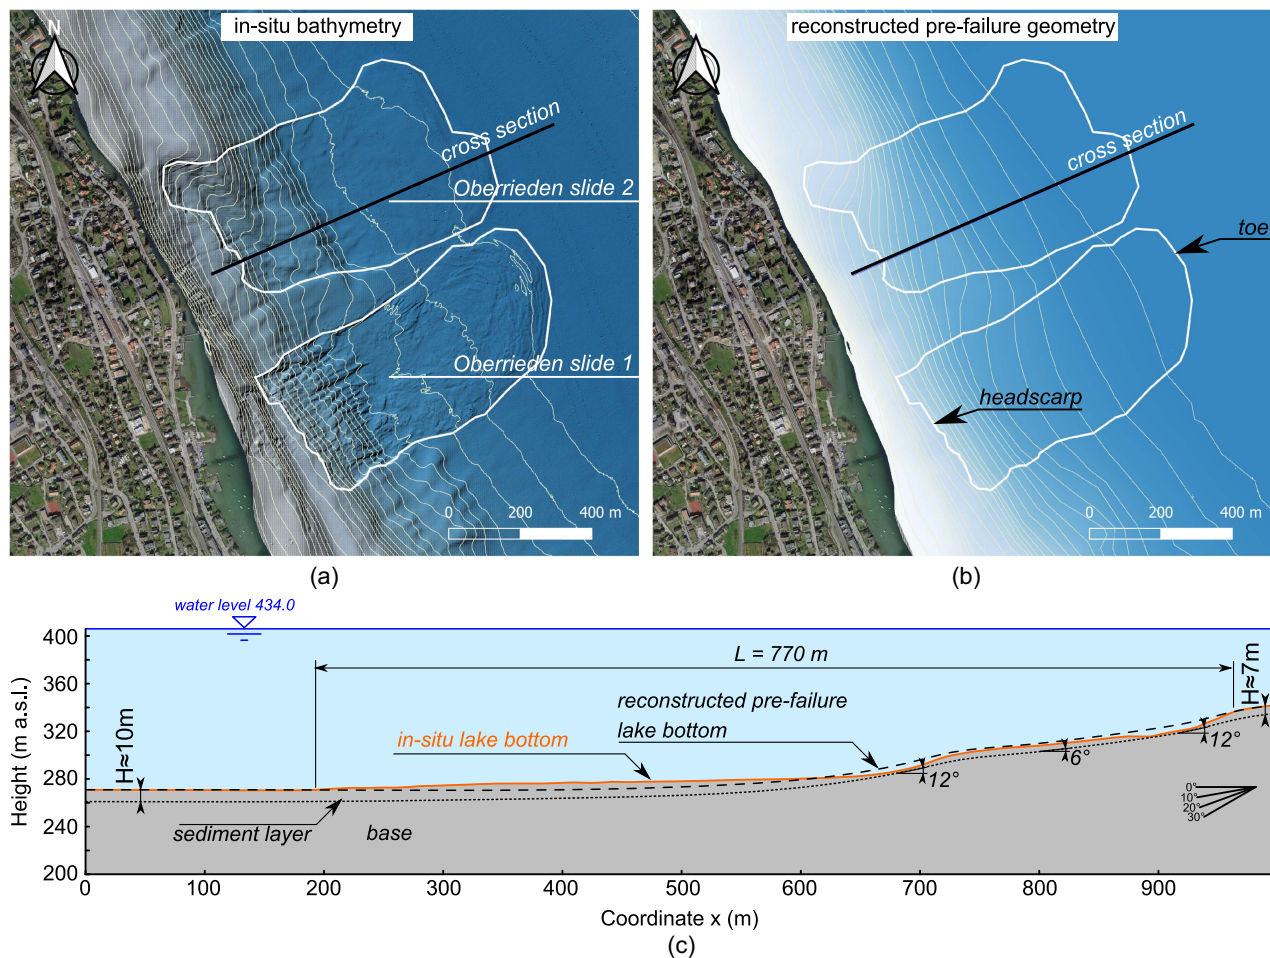 in-situ bathymetry
N
cross section
Oberrieden slide 2
Oberrieden slide 1
0 200 400 m
(a)
reconstructed pre-failure geometry
N
cross section
toe
headscarp
0 200 400 m
(b)
water level 434.0
Height (m a.s.l.)
400
360
320
280
240
200
H≈10m
L = 770 m
H≈7m
reconstructed pre-failure
lake bottom
in-situ lake bottom
12°
6°
12°
0°
10°
20°
30°
sediment layer
base
0 100 200 300 400 500 600 700 800 900
Coordinate x (m)
(c)